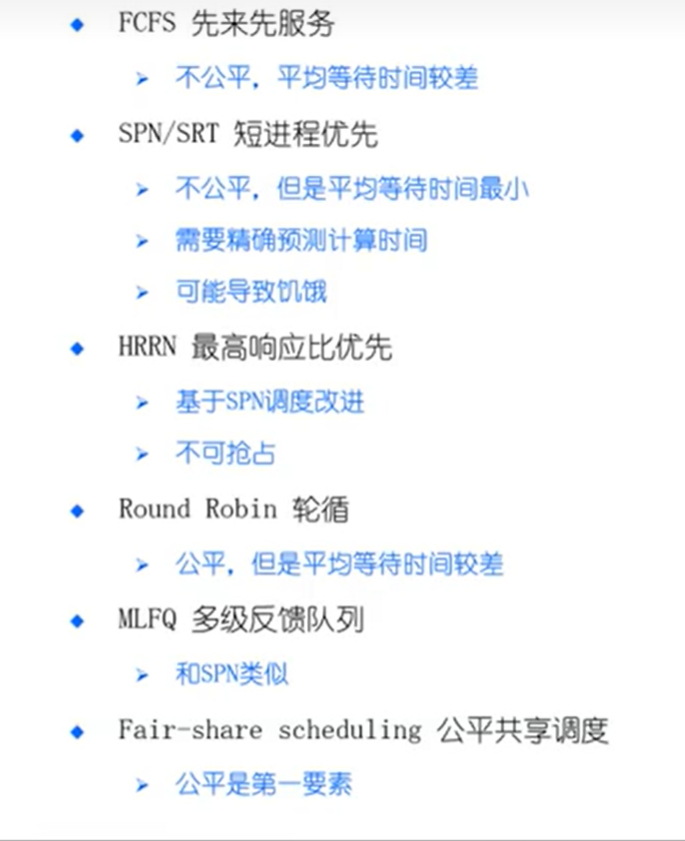 FCFS 先来先服务
不公平，平均等待时间较差
SPN/SRT 短进程优先
不公平，但是平均等待时间最小
需要精确预测计算时间
可能导致饥饿
HRRN 最高响应比优先
基于SPN调度改进
不可抢占
Round Robin 轮循
公平，但是平均等待时间较差
MLFQ 多级反馈队列
和SPN类似
Fair-share scheduling 公平共享调度
公平是第一要素